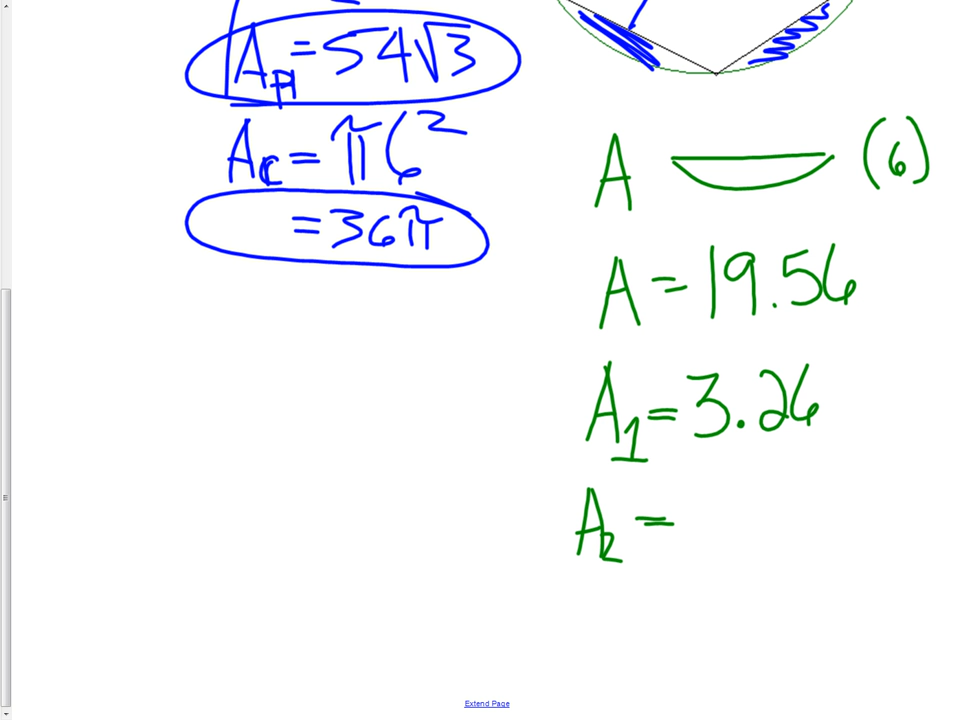 A_H = 54√3
A_c = π6²
= 36π
A (6)
A = 19.56
A_1 = 3.26
A_2 =
Extend Page